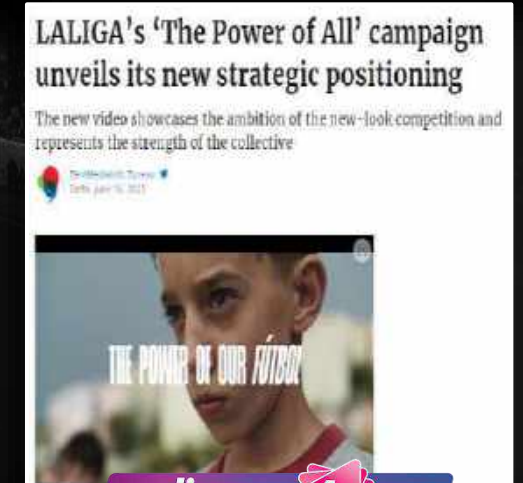 LALIGA’s ‘The Power of All’ campaign
unveils its new strategic positioning
The new video showcases the ambition of the new-look competition and
represents the strength of the collective
THE POWER OF OUR FÚTBOL